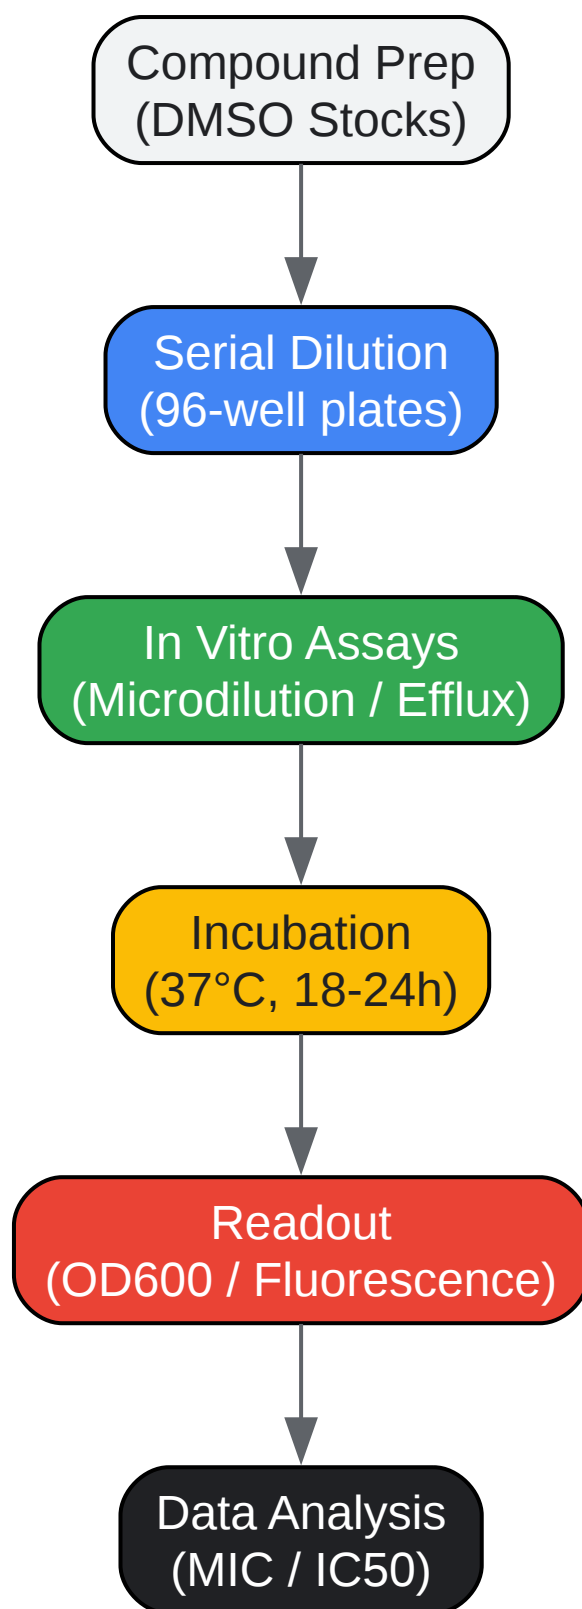 Compound Prep
(DMSO Stocks)
Serial Dilution
(96-well plates)
In Vitro Assays
(Microdilution / Efflux)
Incubation
(37°C, 18-24h)
Readout
(OD600 / Fluorescence)
Data Analysis
(MIC / IC50)